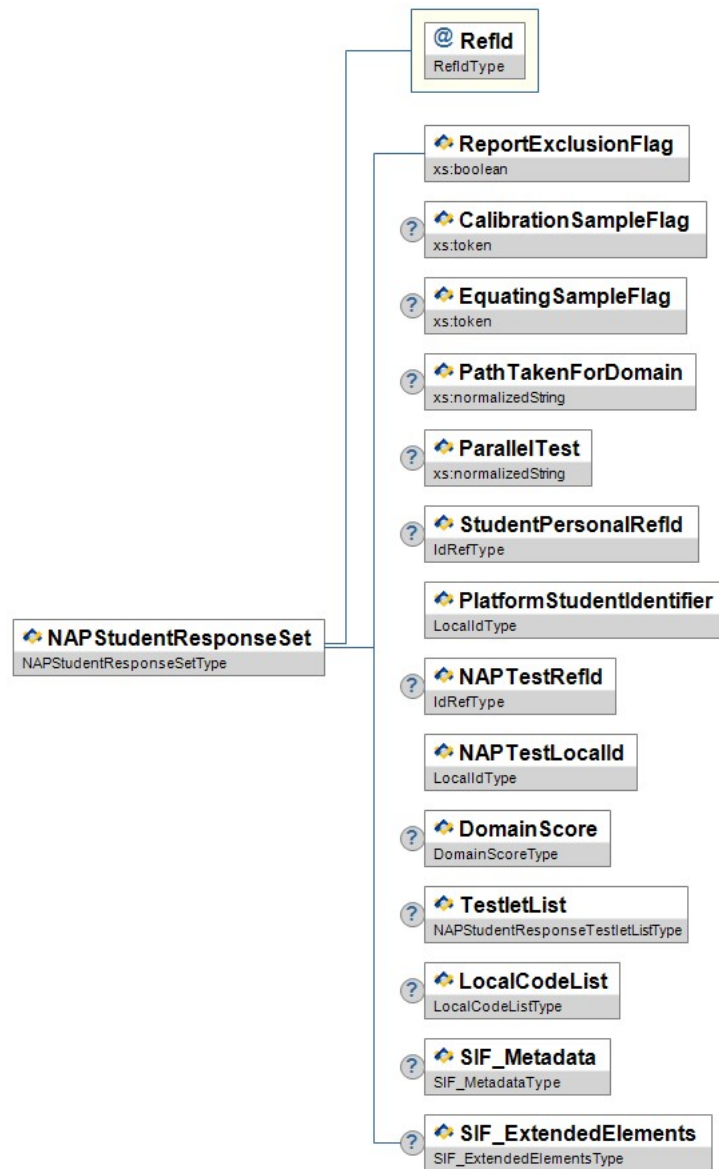 @ RefId
RefIdType
ReportExclusionFlag
xs:boolean
? CalibrationSampleFlag
xs:token
? EquatingSampleFlag
xs:token
? PathTakenForDomain
xs:normalizedString
? ParallelTest
xs:normalizedString
? StudentPersonalRefId
IdRefType
PlatformStudentIdentifier
LocalIdType
NAPStudentResponseSet
NAPStudentResponseSetType
? NAPTestRefId
IdRefType
NAPTestLocalId
LocalIdType
? DomainScore
DomainScoreType
? TestletList
NAPStudentResponseTestletListType
? LocalCodeList
LocalCodeListType
? SIF_Metadata
SIF_MetadataType
? SIF_ExtendedElements
SIF_ExtendedElementsType